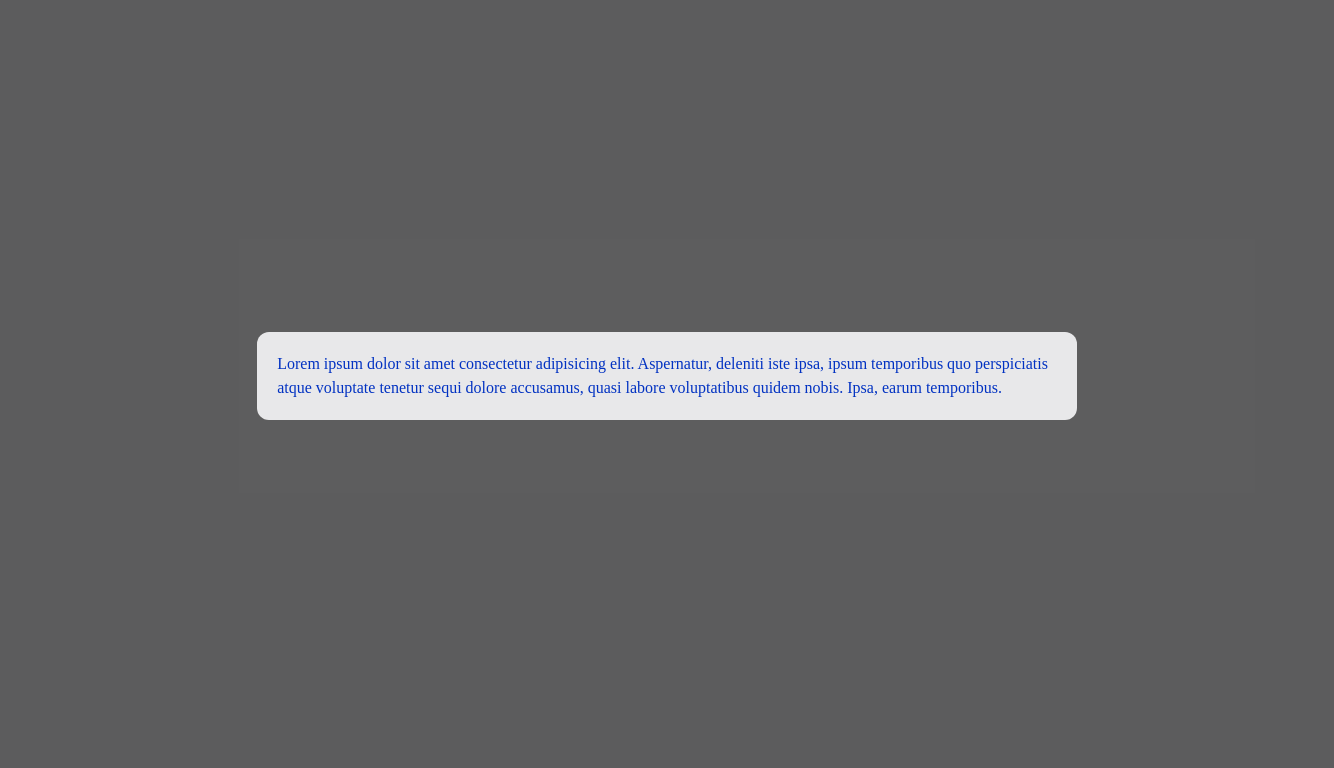 Lorem ipsum dolor sit amet consectetur adipisicing elit. Aspernatur, deleniti iste ipsa, ipsum temporibus quo perspiciatis
atque voluptate tenetur sequi dolore accusamus, quasi labore voluptatibus quidem nobis. Ipsa, earum temporibus.